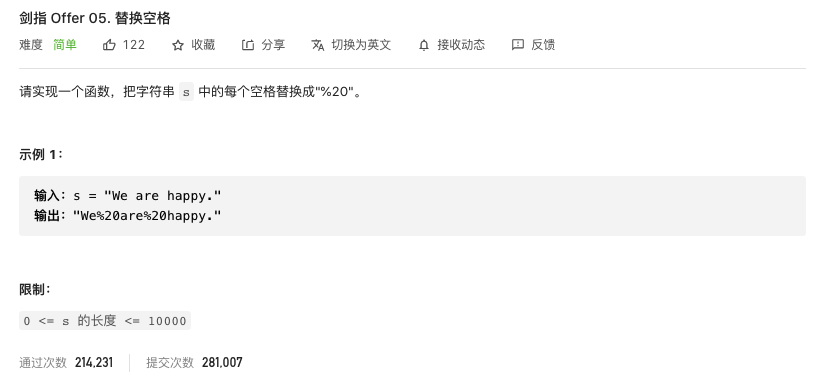 剑指 Offer 05. 替换空格
难度 简单 122 收藏 分享 切换为英文 接收动态 反馈
请实现一个函数，把字符串 s 中的每个空格替换成"%20"。
示例 1：
输入：s = "We are happy."
输出："We%20are%20happy."
限制：
0 <= s 的长度 <= 10000
通过次数 214,231 提交次数 281,007